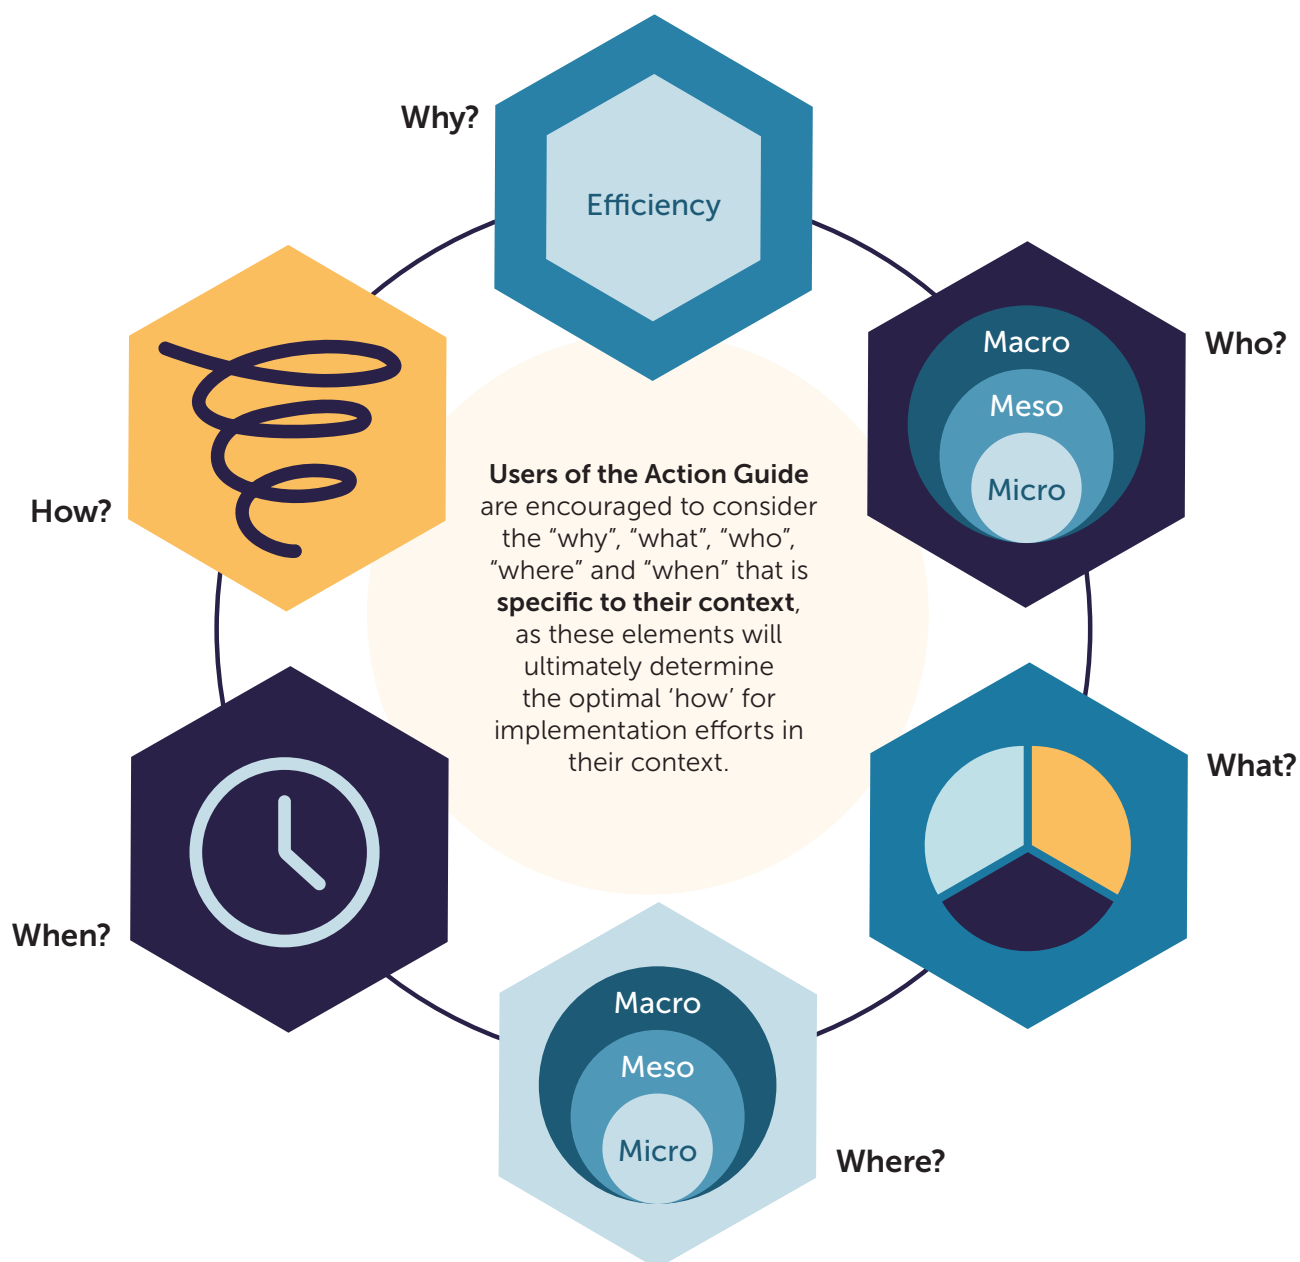 Why?
Efficiency
Who?
Macro
Meso
Micro
How?
Users of the Action Guide
are encouraged to consider
the “why”, “what”, “who”,
“where” and “when” that is
specific to their context,
as these elements will
ultimately determine
the optimal ‘how’ for
implementation efforts in
their context.
What?
When?
Macro
Meso
Micro
Where?